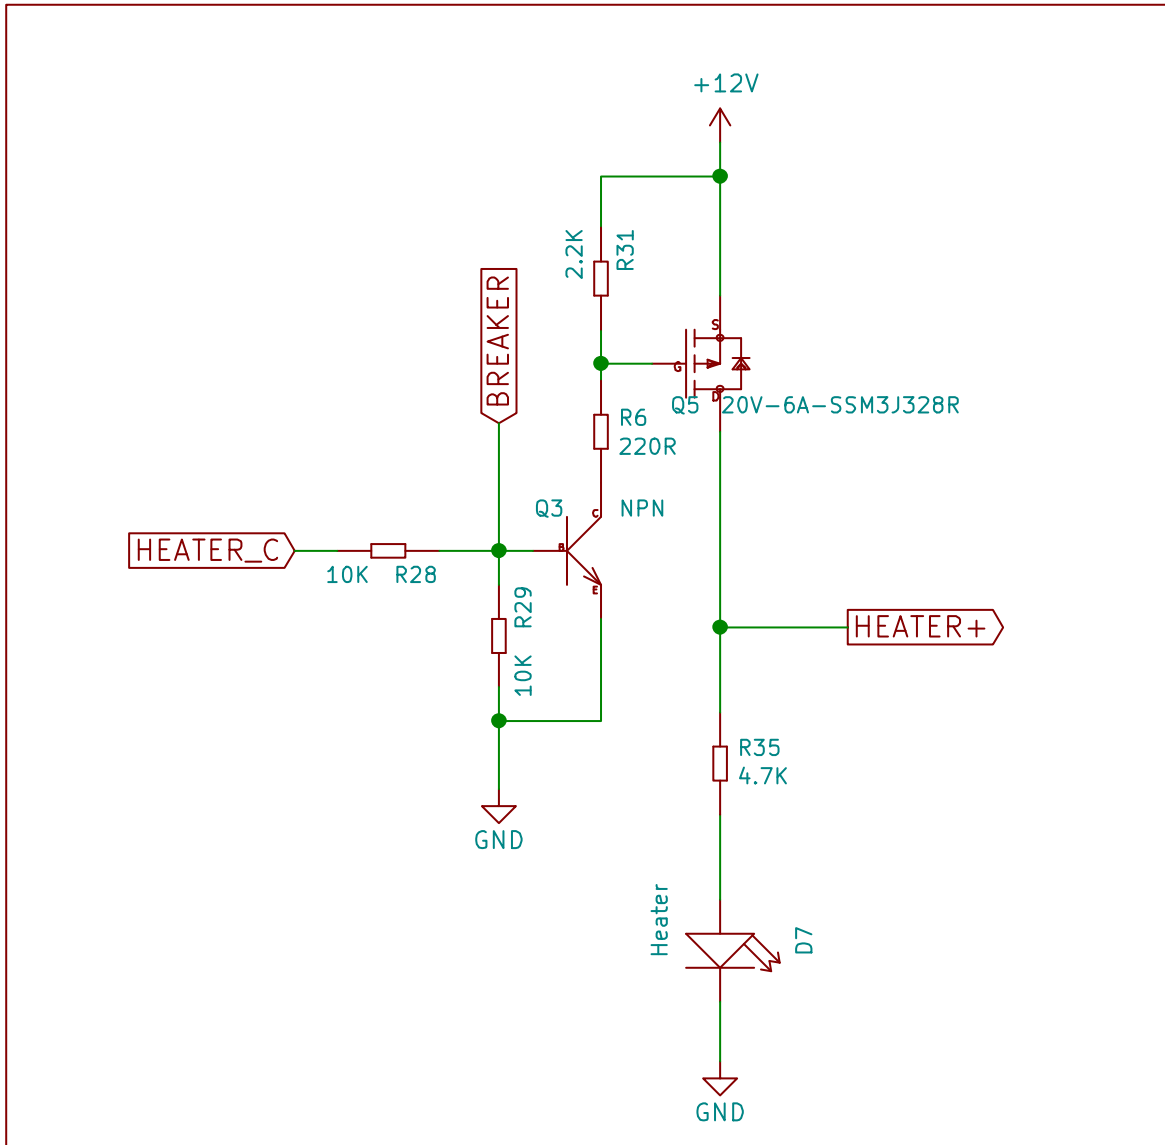 +12V
2.2K
R31
BREAKER
S
G
D
Q5
20V-6A-SSM3J328R
R6
220R
Q3
C
NPN
HEATER_C
B
10K
R28
E
R29
10K
HEATER+
R35
4.7K
GND
Heater
D7
GND